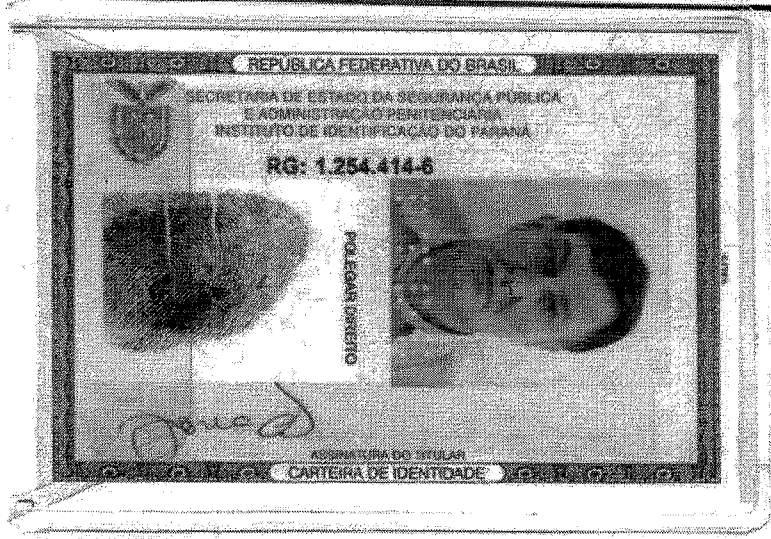 REPÚBLICA FEDERATIVA DO BRASIL
SECRETARIA DE ESTADO DA SEGURANÇA PÚBLICA
E ADMINISTRAÇÃO PENITENCIÁRIA
INSTITUTO DE IDENTIFICAÇÃO DO PARANÁ
RG: 1.254.414-6
POLEGAR DIREITO
ASSINATURA DO TITULAR
CARTEIRA DE IDENTIDADE